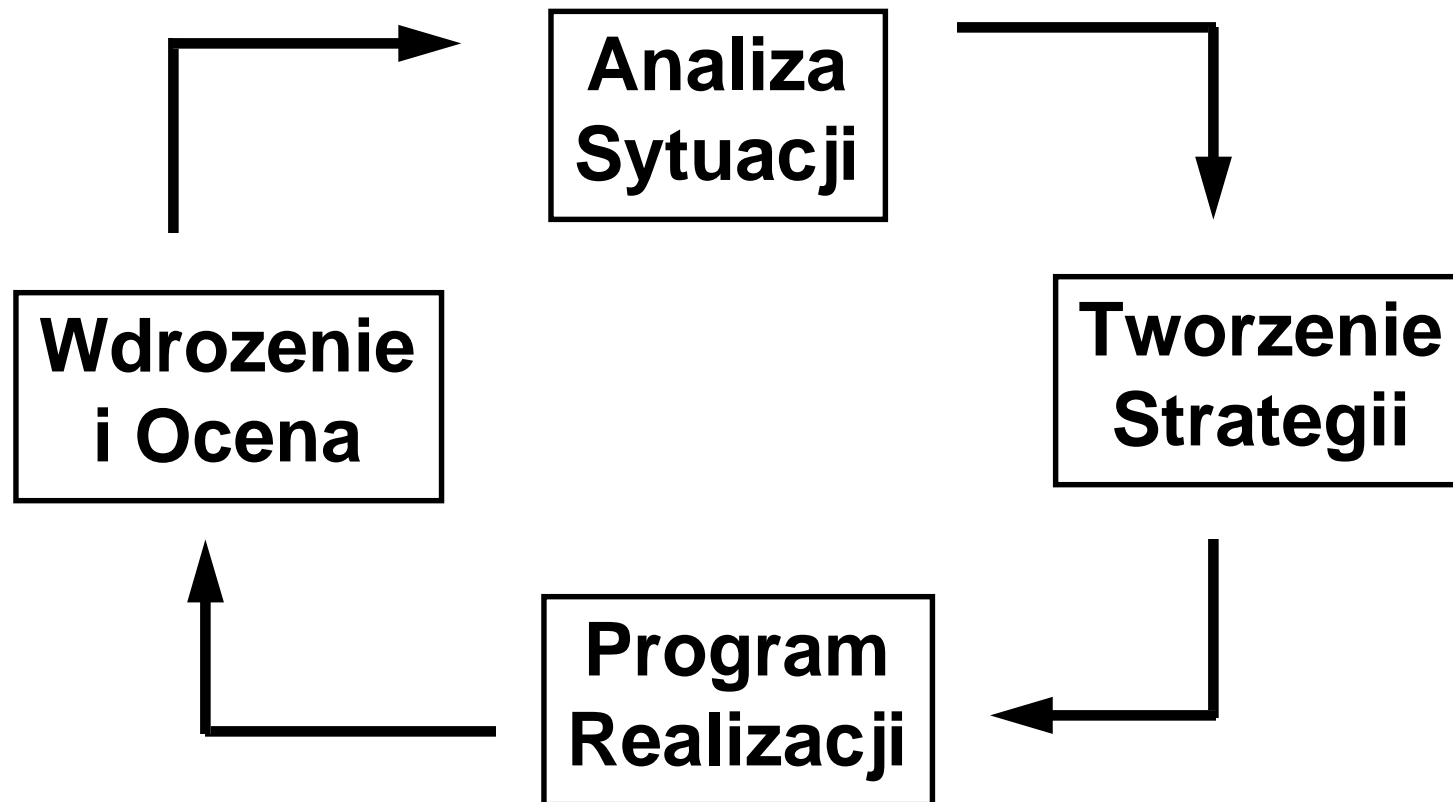 Analiza
Sytuacji
Tworzenie
Strategii
Program
Realizacji
Wdrozenie
i Ocena